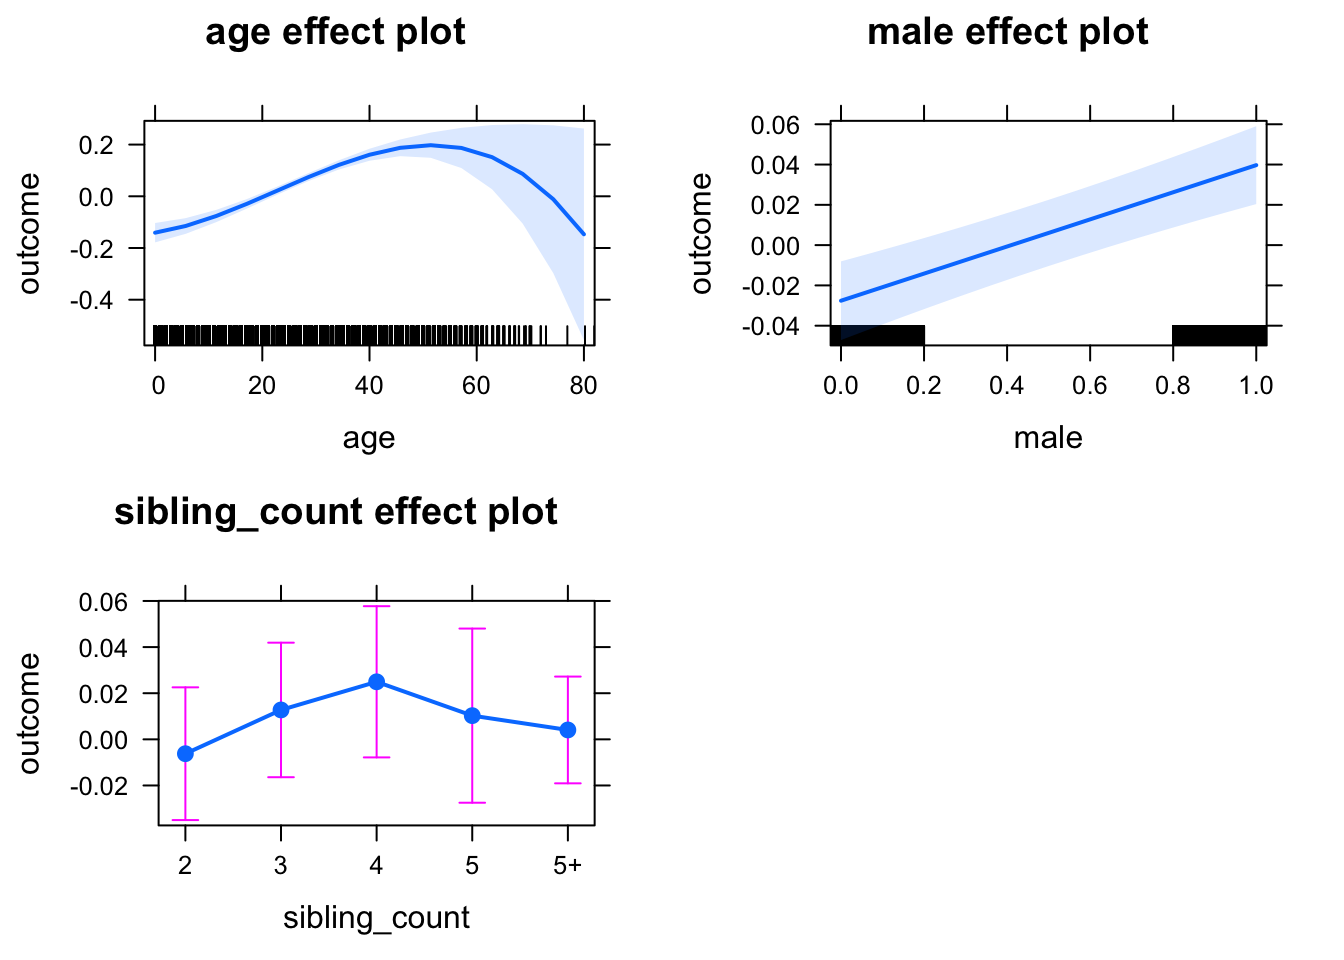 age effect plot
outcome
0.2
0.0
-0.2
-0.4
0 20 40 60 80
age
male effect plot
outcome
0.06
0.04
0.02
0.00
-0.02
-0.04
0.0 0.2 0.4 0.6 0.8 1.0
male
sibling_count effect plot
outcome
0.06
0.04
0.02
0.00
-0.02
2 3 4 5 5+
sibling_count